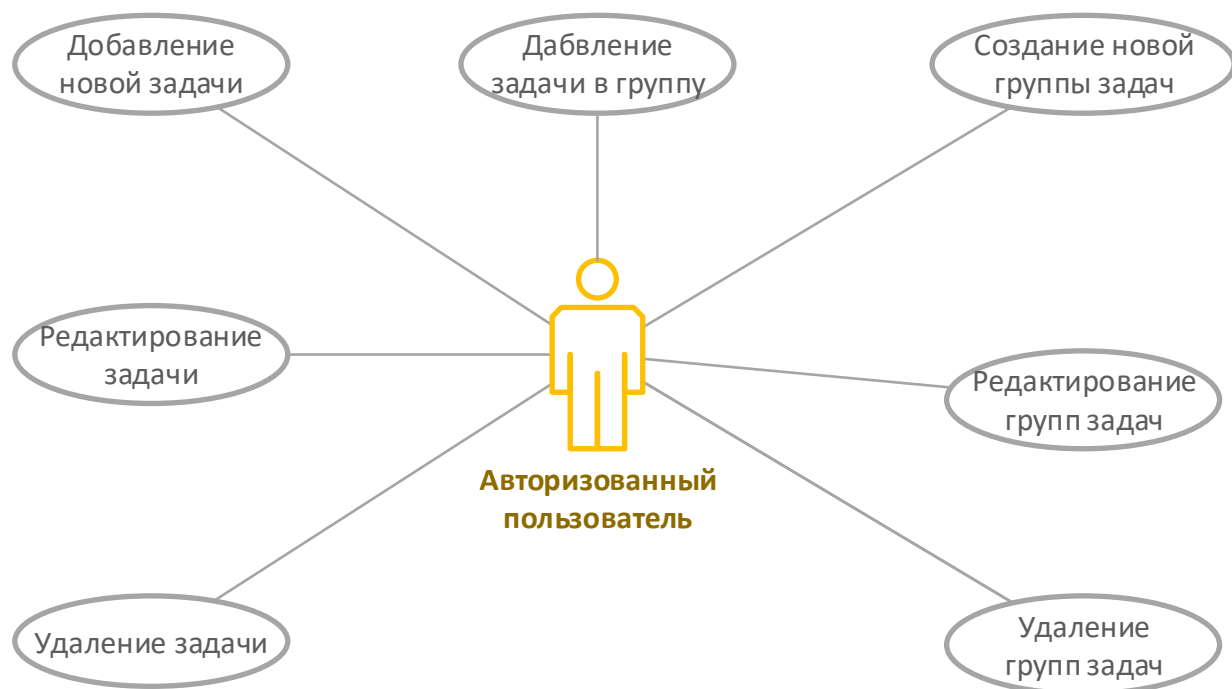 Добавление
новой задачи
Дабвление
задачи в группу
Создание новой
группы задач
Редактирование
задачи
Редактирование
групп задач
Авторизованный
пользователь
Удаление задачи
Удаление
групп задач